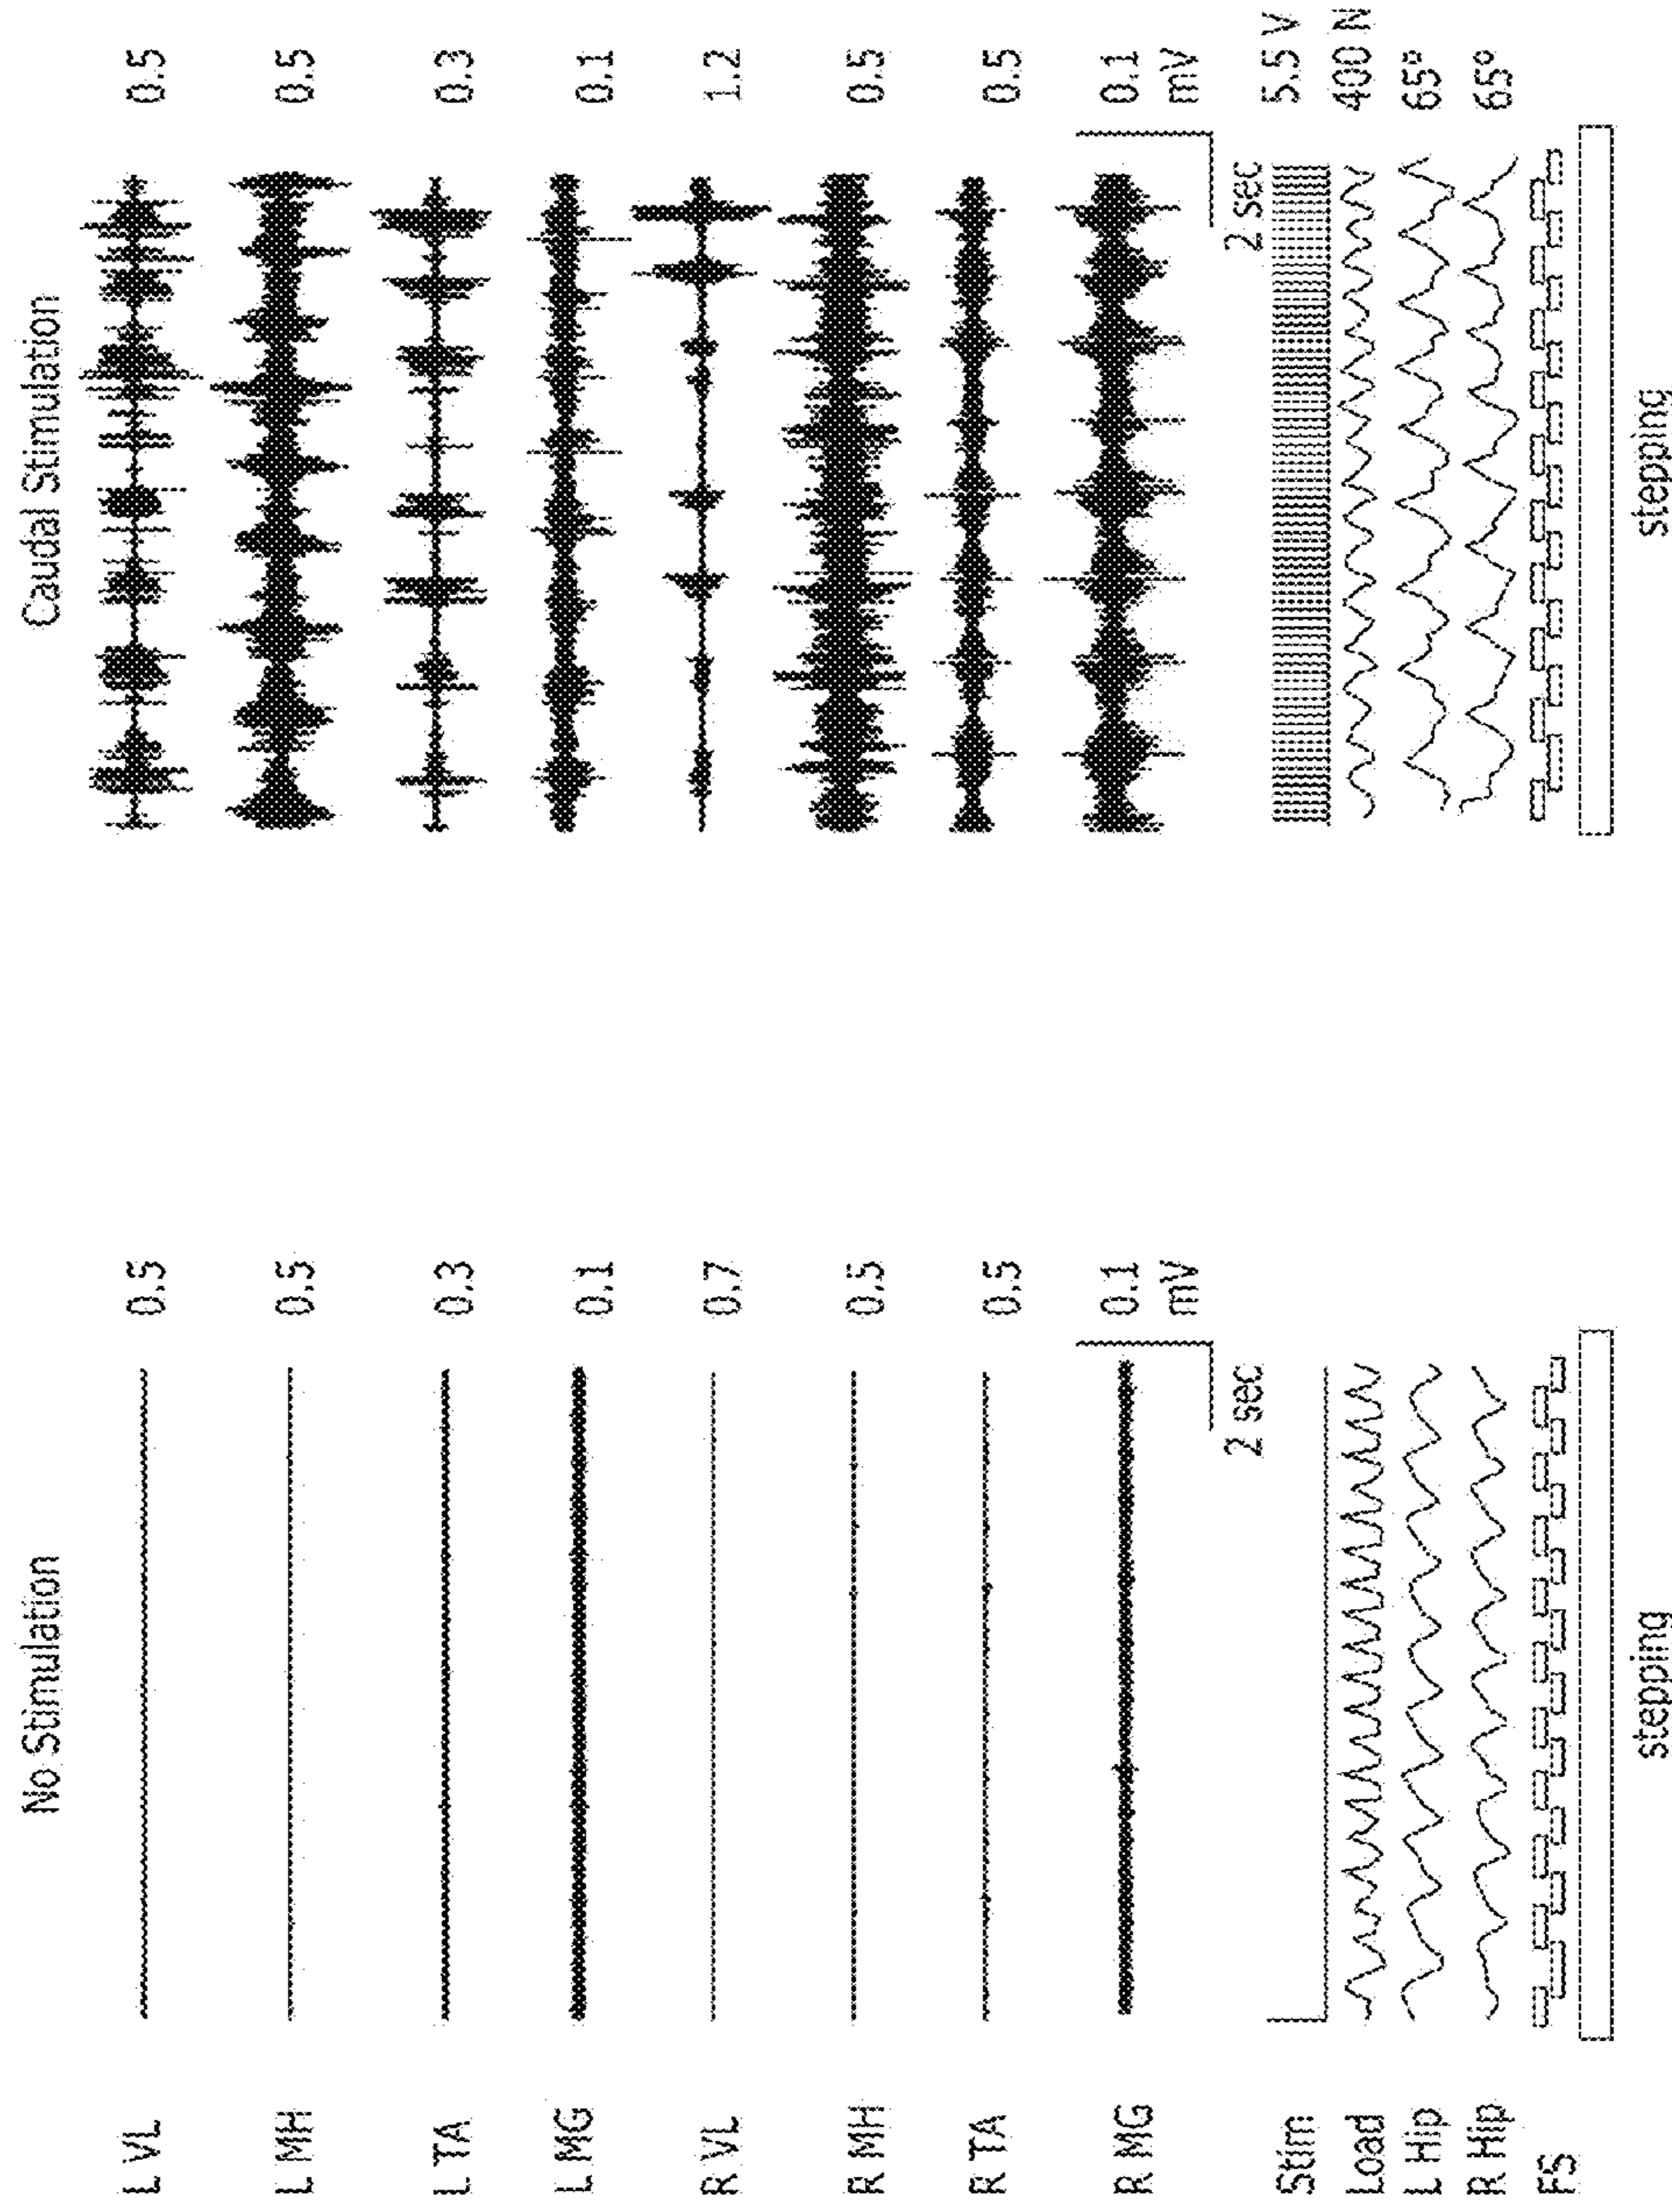 No Stimulation
Caudal Stimulation
L VL
0.5
0.5
L MH
0.5
0.5
L TA
0.3
0.3
L MG
0.1
0.1
R VL
0.7
1.2
R MH
0.5
0.5
R TA
0.5
0.5
R MG
0.1
0.1
mV
mV
2 sec
2 sec
Stim
5.5 V
Load
400 N
L Hip
65º
R Hip
65º
FS
stepping
stepping